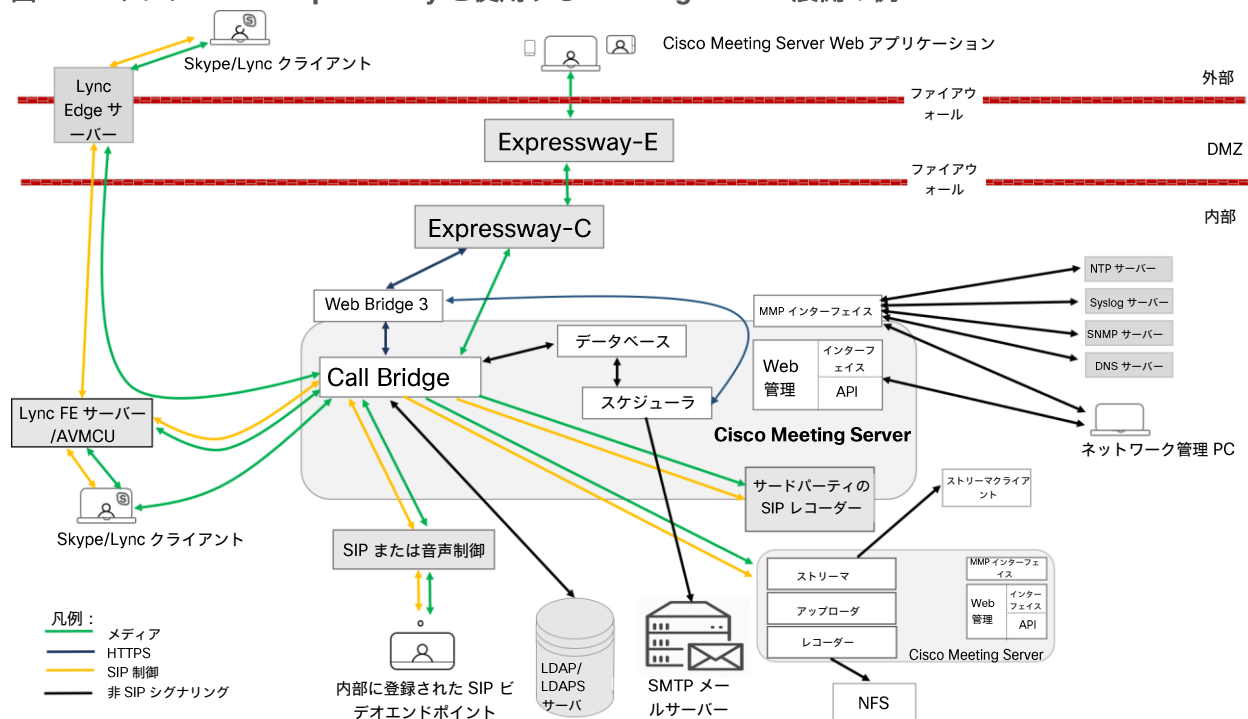 Skype/Lync クライアント
Cisco Meeting Server Web アプリケーション
外部
Lync
Edge サ
ーバー
ファイアウ
ォール
Expressway-E
DMZ
ファイアウ
ォール
内部
Expressway-C
NTP サーバー
Web Bridge 3
MMP インターフェイス
Syslog サーバー
SNMP サーバー
DNS サーバー
データベース
Web
管理
インターフ
ェイス
API
Call Bridge
スケジューラ
Lync FE サーバー
/AVMCU
Cisco Meeting Server
ネットワーク管理 PC
サードパーティの
SIP レコーダー
ストリーマクライア
ント
Skype/Lync クライアント
SIP または音声制御
ストリーマ
アップローダ
レコーダー
MMP インターフェ
イス
Web
管理
インター
フェイス
API
Cisco Meeting Server
凡例：
メディア
HTTPS
SIP 制御
非 SIP シグナリング
内部に登録された SIP ビ
デオエンドポイント
LDAP/
LDAPS
サーバ
SMTP メー
ルサーバー
NFS